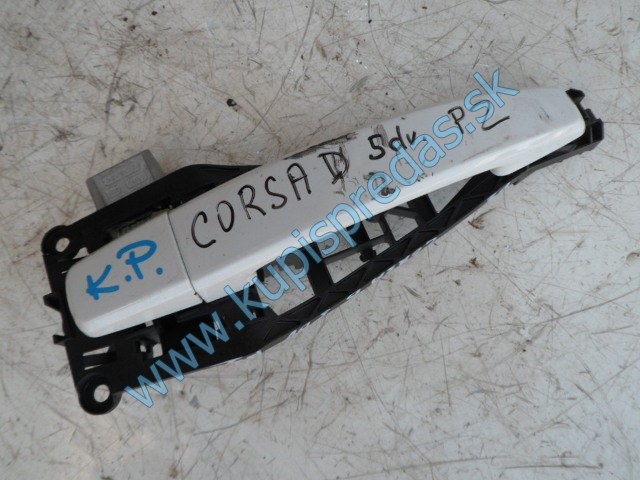 K.P. CORSA D 5dv P L
www.kupispredas.sk